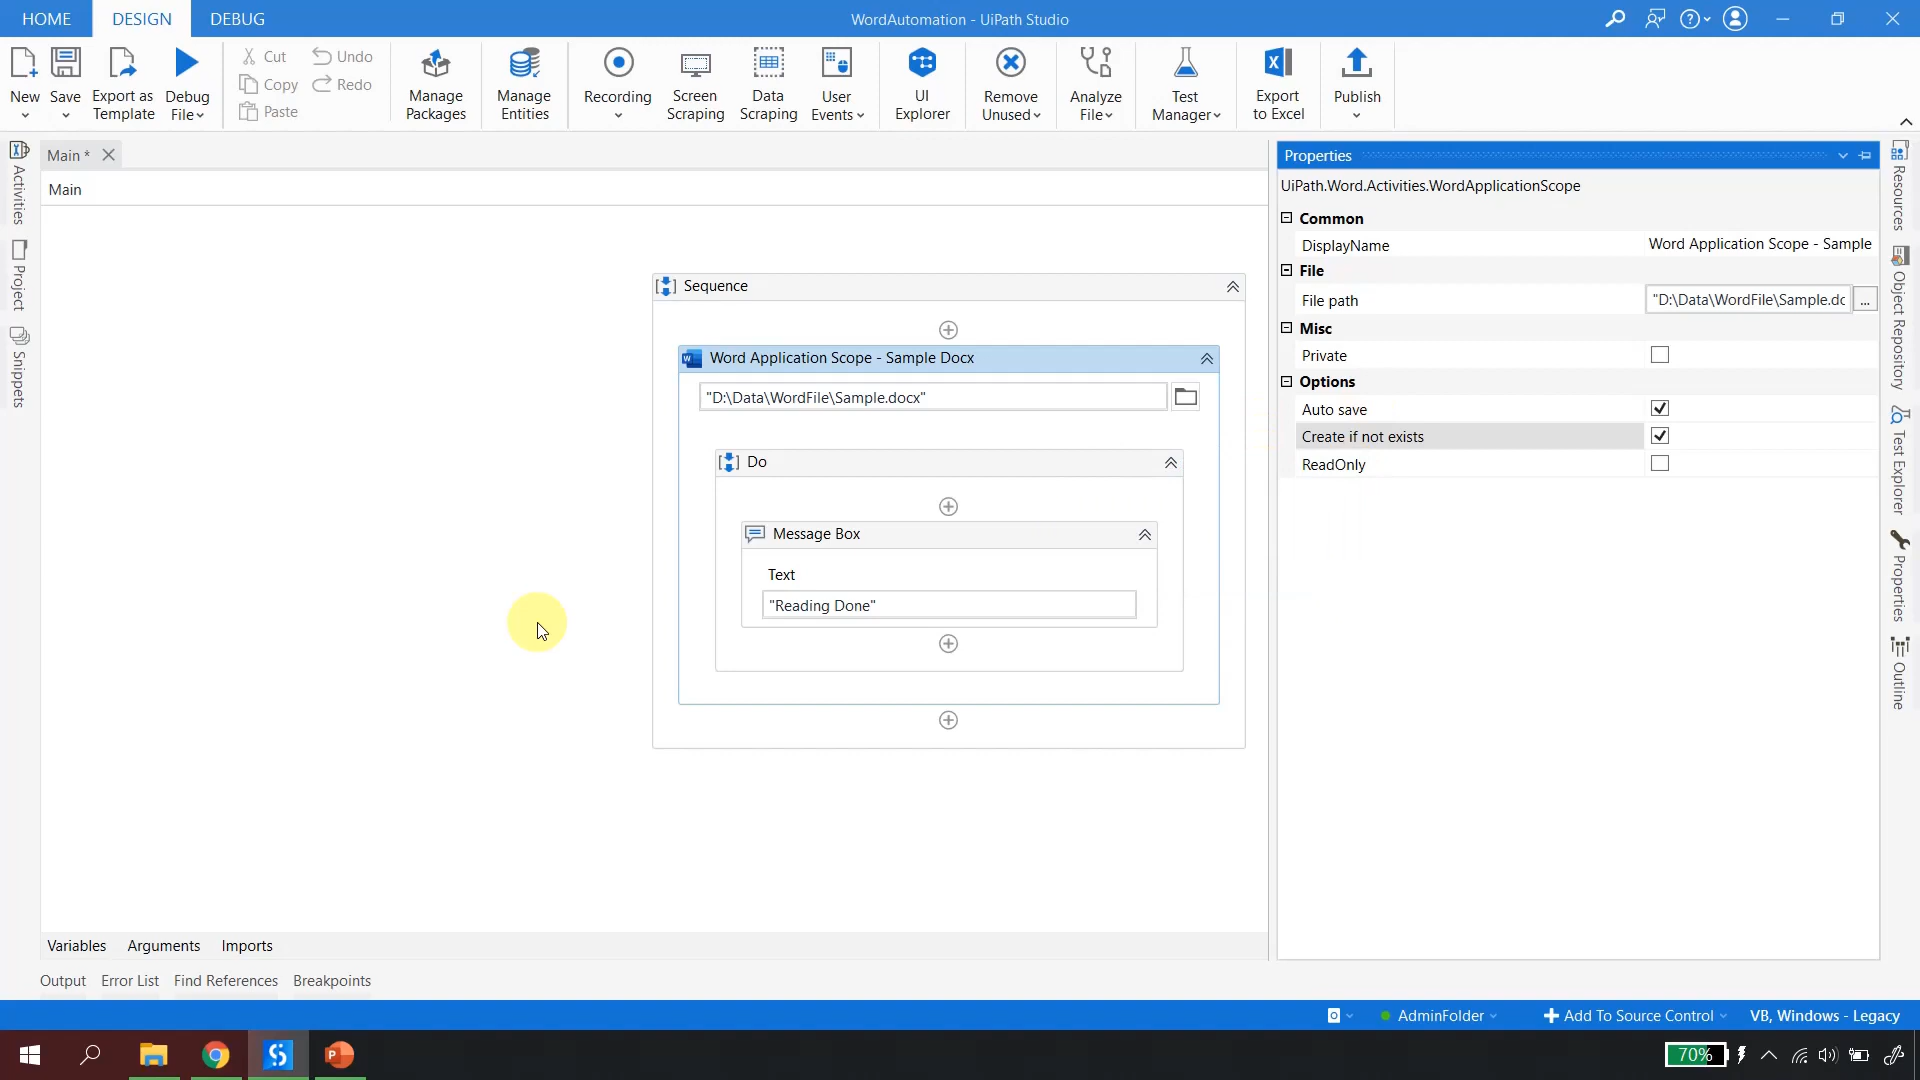 HOME DESIGN DEBUG
WordAutomation - UiPath Studio
New
Save
Export as
Template
Debug
File
Cut
Copy
Paste
Undo
Redo
Manage
Packages
Manage
Entities
Recording
Screen
Scraping
Data
Scraping
User
Events
UI
Explorer
Remove
Unused
Analyze
File
Test
Manager
Export
to Excel
Publish
Activities
Project
Snippets
Main *
Main
Sequence
Word Application Scope - Sample Docx
"D:\Data\WordFile\Sample.docx"
Do
Message Box
Text
"Reading Done"
Properties
UiPath.Word.Activities.WordApplicationScope
Common
DisplayName Word Application Scope - Sample
File
File path "D:\Data\WordFile\Sample.dc ...
Misc
Private
Options
Auto save
Create if not exists
ReadOnly
Resources
Object Repository
Test Explorer
Properties
Outline
Variables Arguments Imports
Output Error List Find References Breakpoints
AdminFolder
Add To Source Control
VB, Windows - Legacy
70%